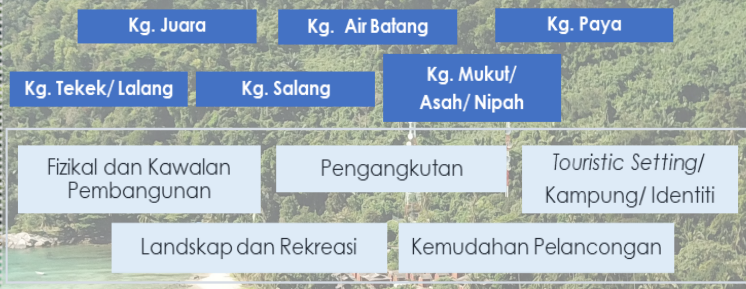 Kg. Juara
Kg. Air Batang
Kg. Paya
Kg. Tekek/ Lalang
Kg. Salang
Kg. Mukut/
Asah/ Nipah
Fizikal dan Kawalan
Pembangunan
Pengangkutan
Touristic Setting/
Kampung/ Identiti
Landskap dan Rekreasi
Kemudahan Pelancongan